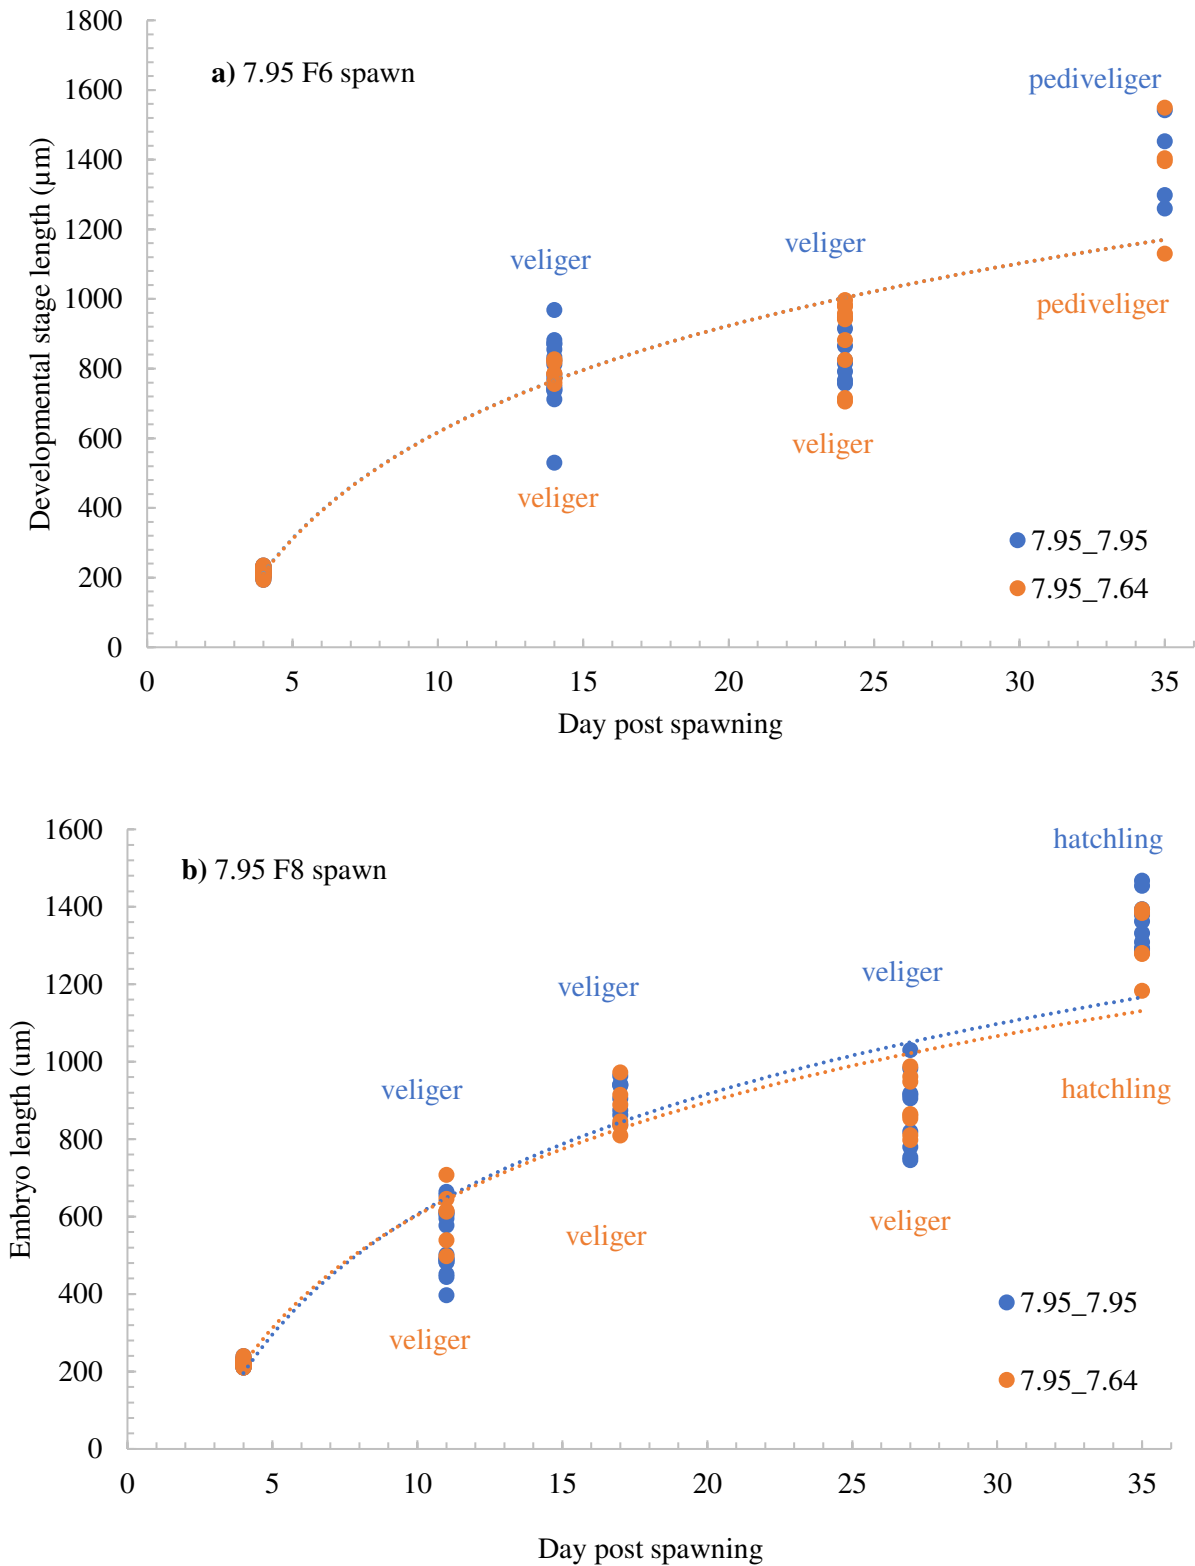 1800
1600
1400
1200
1000
800
600
400
200
0
Developmental stage length (µm)
a) 7.95 F6 spawn
pediveliger
veliger
veliger
pediveliger
veliger
veliger
7.95_7.95
7.95_7.64
0 5 10 15 20 25 30 35
Day post spawning
1600
1400
1200
1000
800
600
400
200
0
Embryo length (um)
b) 7.95 F8 spawn
hatchling
veliger
veliger
veliger
hatchling
veliger
veliger
veliger
7.95_7.95
7.95_7.64
0 5 10 15 20 25 30 35
Day post spawning